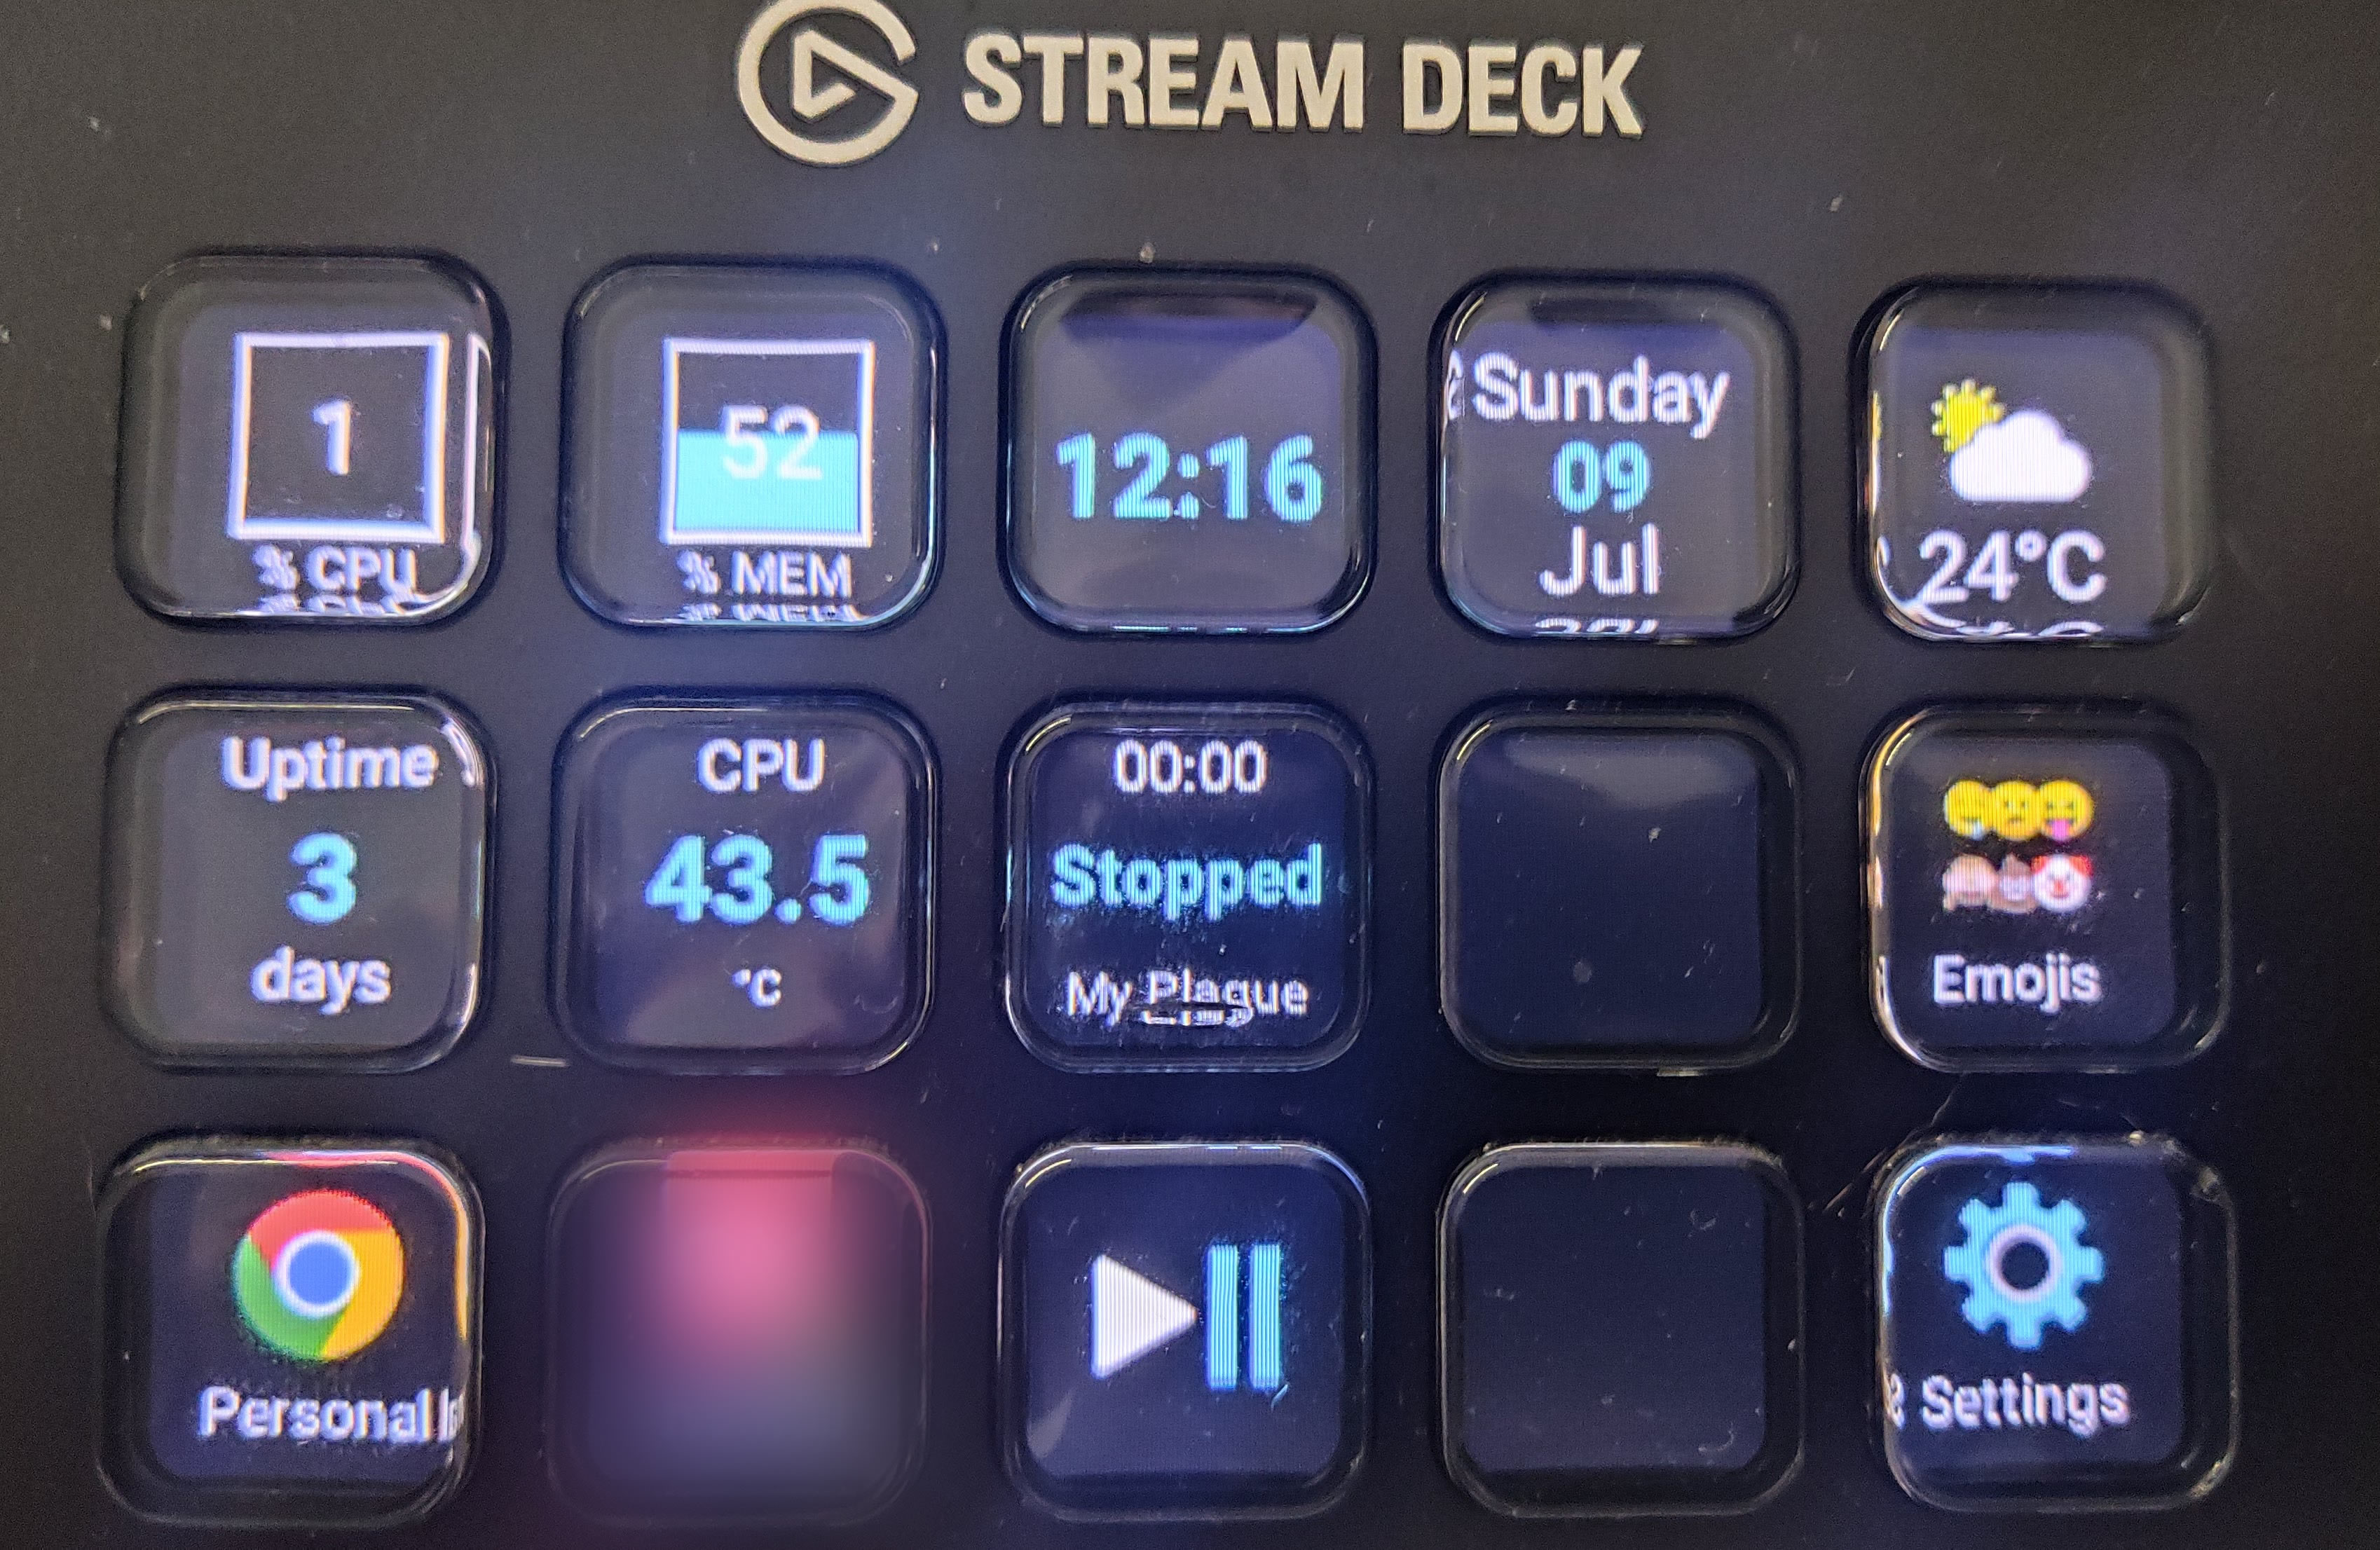 STREAM DECK
1
% CPU
52
% MEM
12:16
Sunday
09
Jul
24°C
Uptime
3
days
CPU
43.5
°C
00:00
Stopped
My Plague
Emojis
Personal
Settings